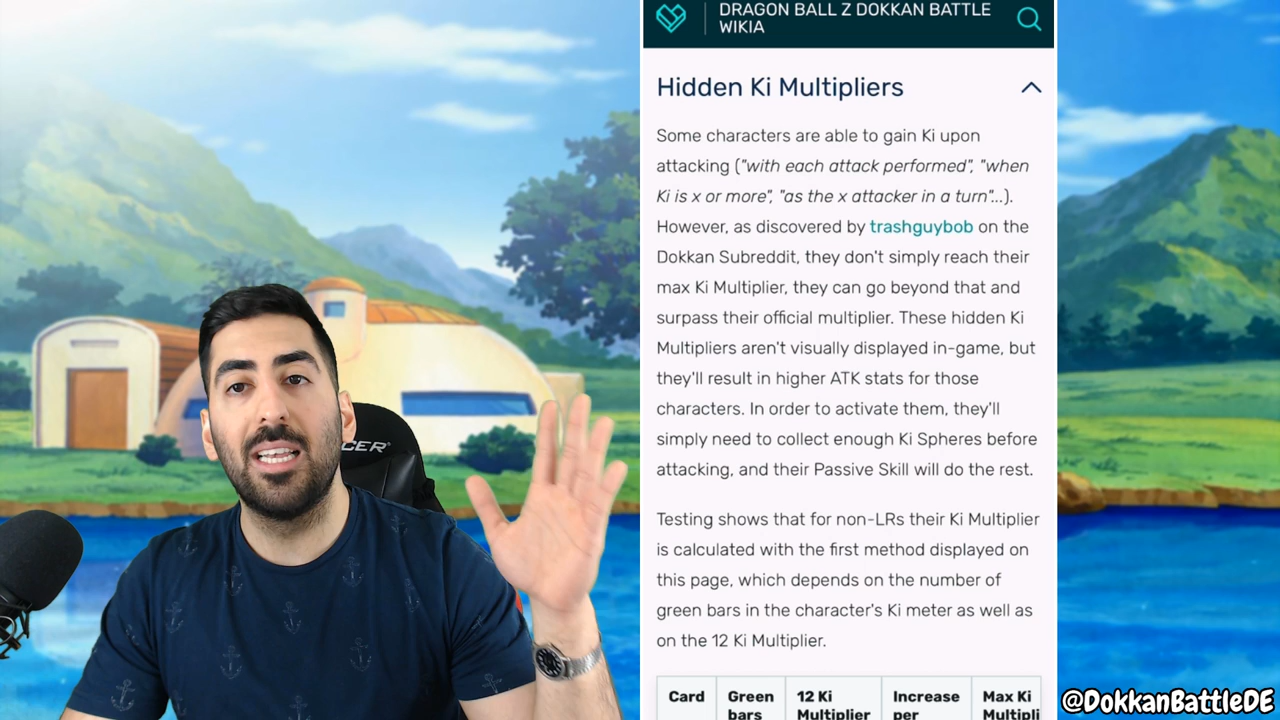 DRAGON BALL Z DOKKAN BATTLE
WIKIA
Hidden Ki Multipliers
Some characters are able to gain Ki upon
attacking ("with each attack performed", "when
Ki is x or more", "as the x attacker in a turn"...).
However, as discovered by trashguybob on the
Dokkan Subreddit, they don't simply reach their
max Ki Multiplier, they can go beyond that and
surpass their official multiplier. These hidden Ki
Multipliers aren't visually displayed in-game, but
they'll result in higher ATK stats for those
characters. In order to activate them, they'll
simply need to collect enough Ki Spheres before
attacking, and their Passive Skill will do the rest.
Testing shows that for non-LRs their Ki Multiplier
is calculated with the first method displayed on
this page, which depends on the number of
green bars in the character's Ki meter as well as
on the 12 Ki Multiplier.
Card Green 12 Ki Increase Max Ki
bars Multiplier per Multipli
CER
@DokkanBattleDE